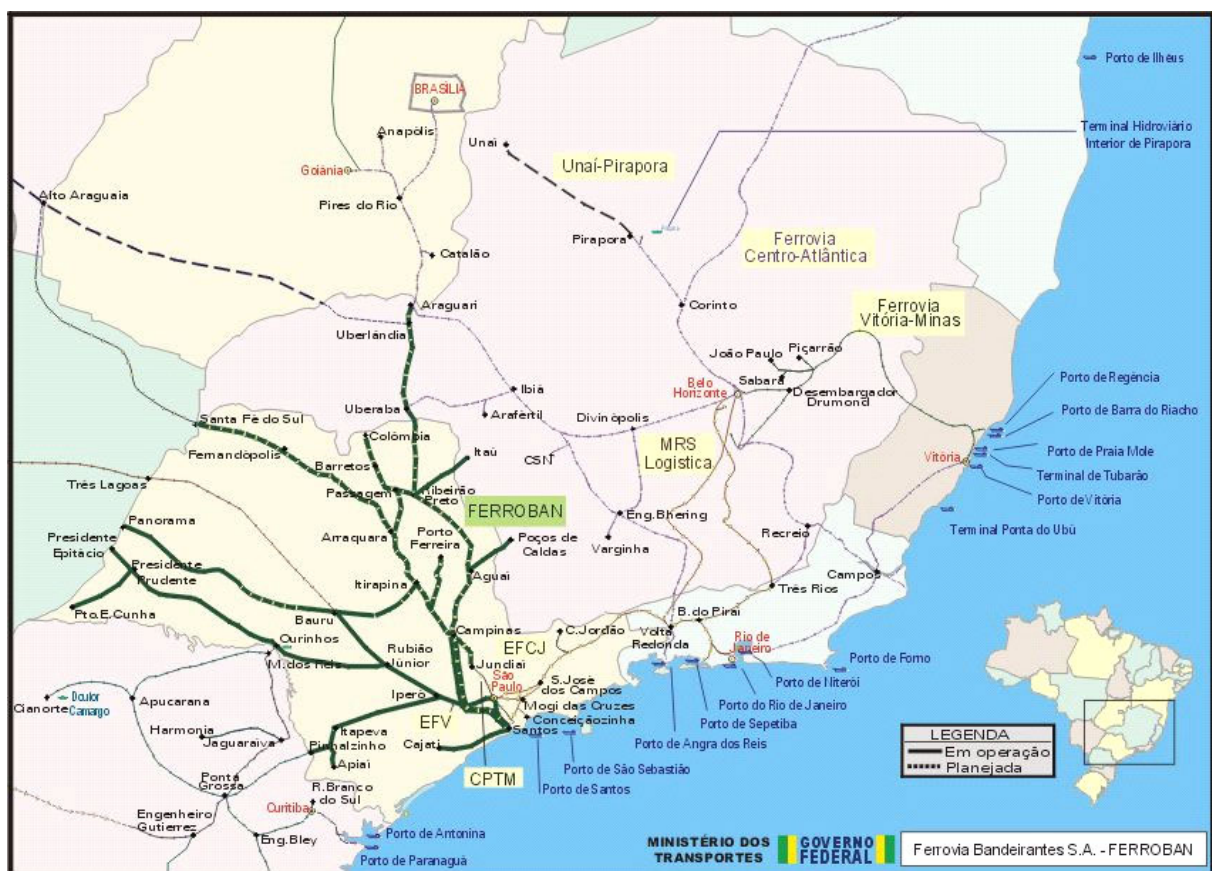 Porto de Ilhéus
BRASÍLIA
Anapólis
Unaí
Terminal Hidroviário
Interior de Pirapora
Unaí-Pirapora
Goiânia
Alto Araguaia
Pires do Rio
Pirapora
Ferrovia
Centro-Atlântica
Catalão
Araguari
Corinto
Ferrovia
Vitória-Minas
Uberlândia
João Paulo
Piçarrão
Sabará
Belo
Horizonte
Desembargador
Drumond
Ibiá
Porto de Regência
Uberaba
Arafértil
Divinópolis
Porto de Barra do Riacho
Santa Fé do Sul
Colômpia
MRS
Logística
Porto de Praia Mole
Fernandópolis
Itaú
CSN
Vitória
Terminal de Tubarão
Barretos
Três Lagoas
Passagem
Ribeirão
Preto
Porto de Vitória
FERROBAN
Panorama
Eng.Bhering
Terminal Ponta do Ubú
Presidente
Epitácio
Arraquara
Porto
Ferreira
Poços de
Caldas
Varginha
Recreio
Presidente
Prudente
Itirapina
Aguaí
Campos
Três Rios
Pto.E.Cunha
Bauru
B.do Piraí
Ourinhos
Campinas
EFCJ
C.Jordão
Volta
Redonda
Rio de
Janeiro
M.dos Reis
Rubião
Júnior
Jundiaí
Porto de Forno
São
Paulo
S.José
dos Campos
Porto de Niterói
Iperó
Mogi das Cruzes
Porto do Rio de Janeiro
Cianorte
Doutor
Camargo
Apucarana
EFV
Conceiçãozinha
Porto de Sepetiba
Harmonia
Itapeva
Santos
LEGENDA
Jaguaraiva
Pinhalzinho
Cajati
Porto de Angra dos Reis
Em operação
Apiaí
CPTM
Porto de São Sebastião
Planejada
Ponta
Grossa
R.Branco
do Sul
Porto de Santos
Curitiba
Engenheiro
Gutierrez
Eng.Bley
Porto de Antonina
Porto de Paranaguá
MINISTÉRIO DOS
TRANSPORTES
GOVERNO
FEDERAL
Ferrovia Bandeirantes S.A. - FERROBAN